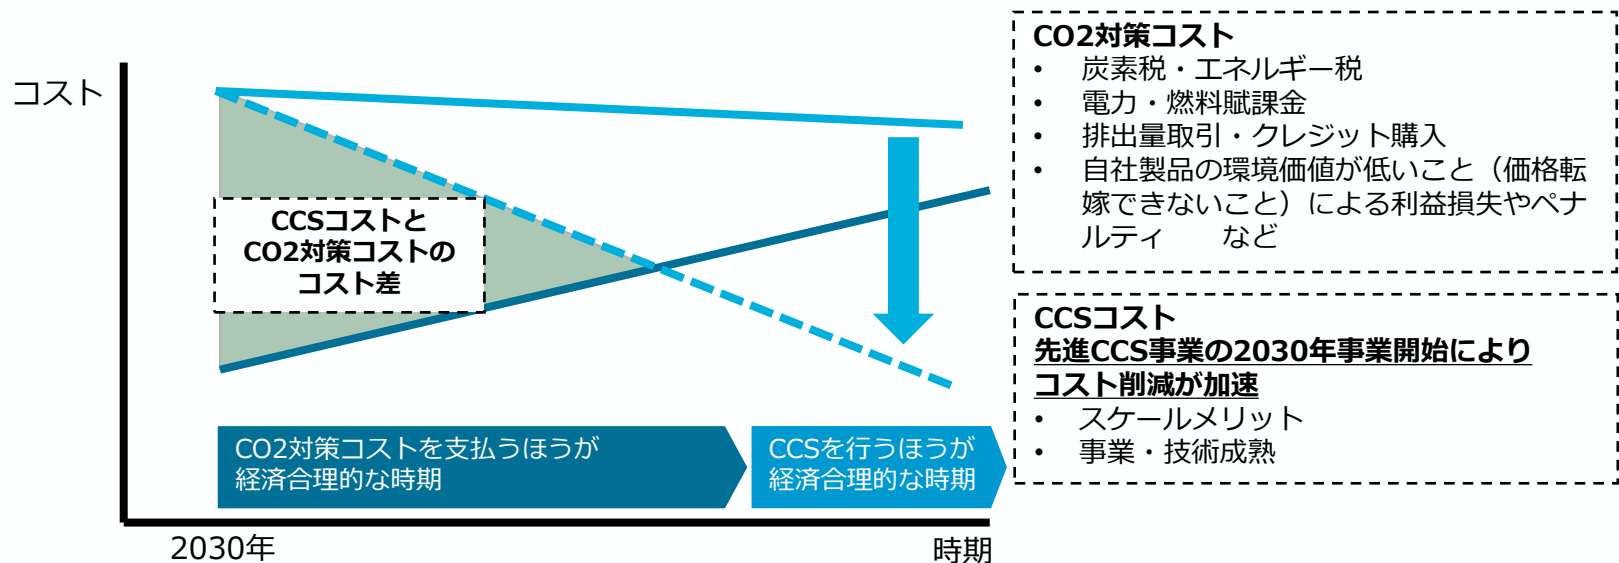 コスト
CCSコストと
CO2対策コストの
コスト差
CO2対策コストを支払うほうが
経済合理的な時期
CCSを行うほうが
経済合理的な時期
2030年
時期
CO2対策コスト
• 炭素税・エネルギー税
• 電力・燃料賦課金
• 排出量取引・クレジット購入
• 自社製品の環境価値が低いこと（価格転
嫁できないこと）による利益損失やペナ
ルティ　　など
CCSコスト
先進CCS事業の2030年事業開始により
コスト削減が加速
• スケールメリット
• 事業・技術成熟